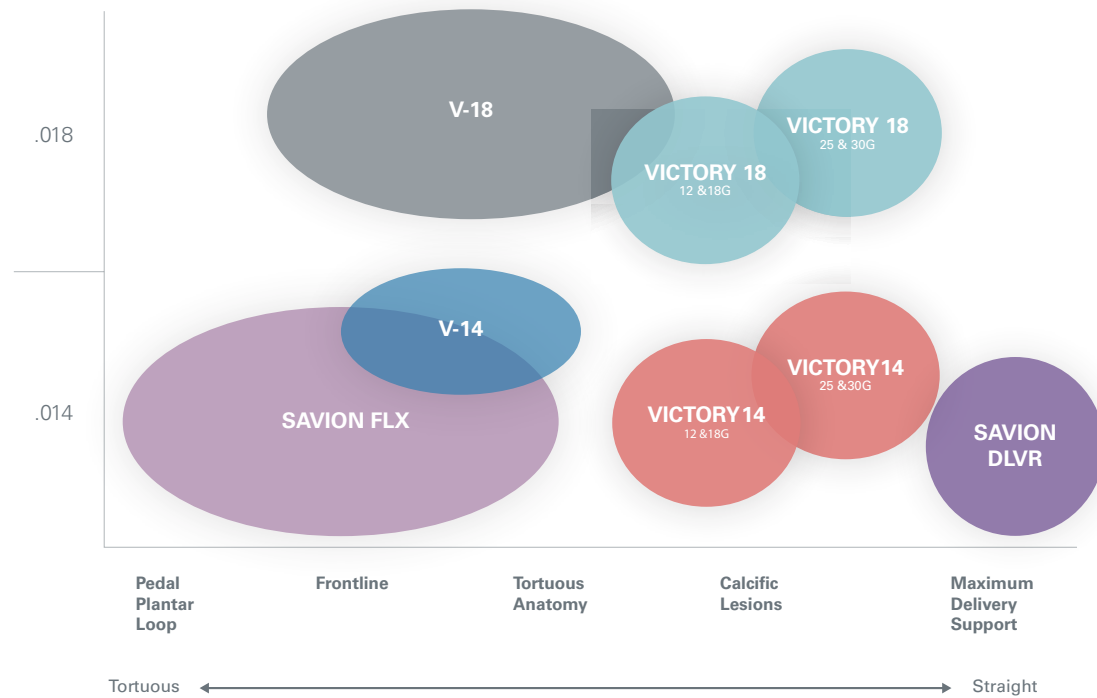 V-18
.018
VICTORY 18
25 & 30G
VICTORY 18
12 &18G
V-14
.014
SAVION FLX
VICTORY14
25 &30G
VICTORY14
12 &18G
SAVION
DLVR
Pedal
Plantar
Loop
Frontline
Tortuous
Anatomy
Calcific
Lesions
Maximum
Delivery
Support
Tortuous
Straight